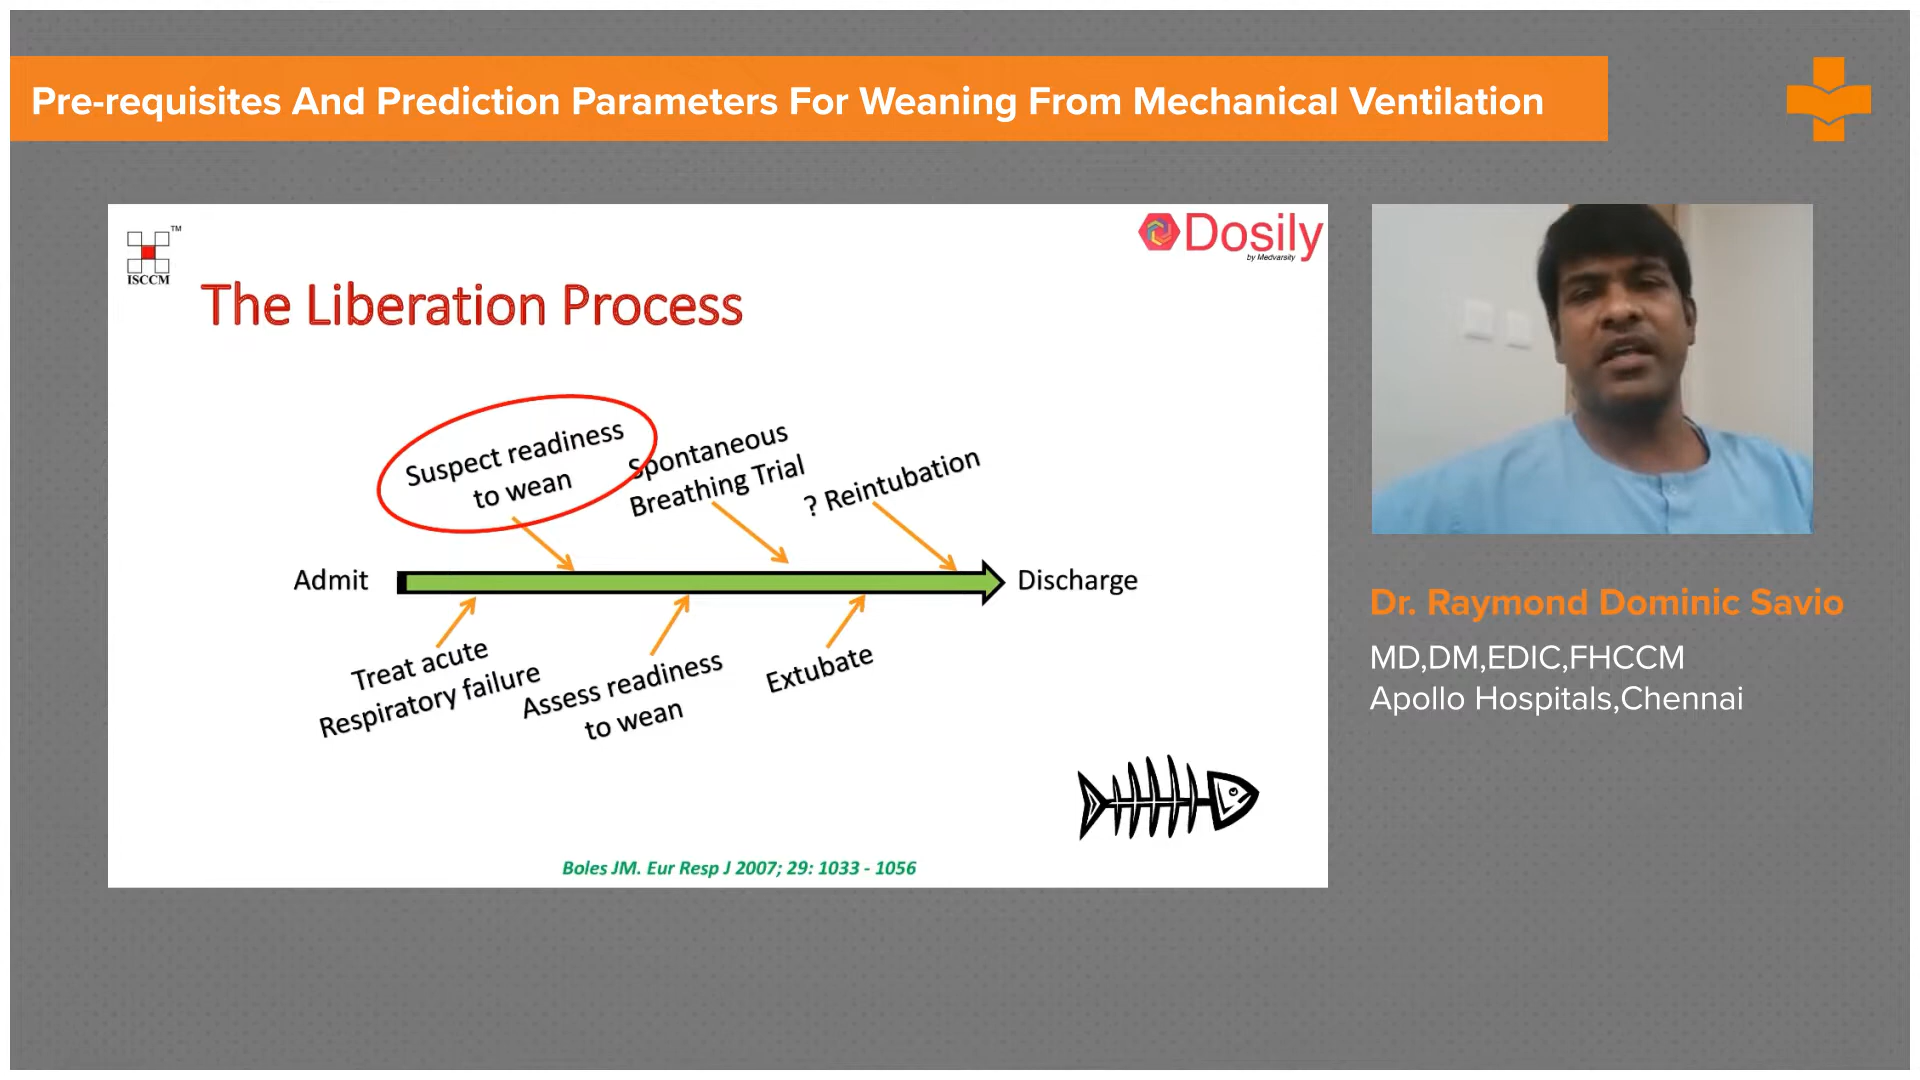 Pre-requisites And Prediction Parameters For Weaning From Mechanical Ventilation
TM
ISCCM
Dosily
by Medvarsity
The Liberation Process
Suspect readiness
to wean
Spontaneous
Breathing Trial
? Reintubation
Admit
Discharge
Treat acute
Respiratory failure
Assess readiness
to wean
Extubate
Boles JM. Eur Resp J 2007; 29: 1033 - 1056
Dr. Raymond Dominic Savio
MD,DM,EDIC,FHCCM
Apollo Hospitals,Chennai